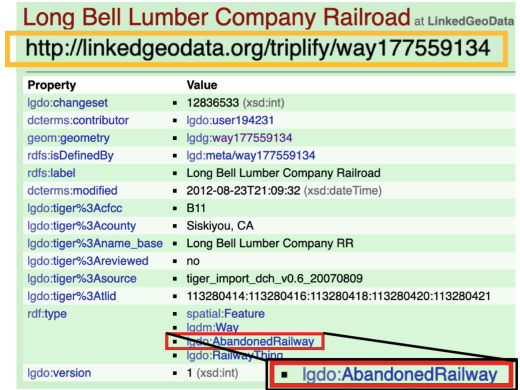 Long Bell Lumber Company Railroad at LinkedGeoData
http://linkedgeodata.org/triplify/way177559134
Property Value
lgdo:changeset ▪ 12836533 (xsd:int)
dcterms:contributor ▪ lgdo:user194231
geom:geometry ▪ lgdg:way177559134
rdfs:isDefinedBy ▪ lgd:meta/way177559134
rdfs:label ▪ Long Bell Lumber Company Railroad
dcterms:modified ▪ 2012-08-23T21:09:32 (xsd:dateTime)
lgdo:tiger%3Acfcc ▪ B11
lgdo:tiger%3Acounty ▪ Siskiyou, CA
lgdo:tiger%3Aname_base ▪ Long Bell Lumber Company RR
lgdo:tiger%3Areviewed ▪ no
lgdo:tiger%3Asource ▪ tiger_import_dch_v0.6_20070809
lgdo:tiger%3Atlid ▪ 113280414:113280416:113280418:113280420:113280421
rdf:type ▪ spatial:Feature
▪ lgdm:Way
▪ lgdo:AbandonedRailway
▪ lgdo:RailwayThing
lgdo:version ▪ 1 (xsd:int)
▪ lgdo:AbandonedRailway